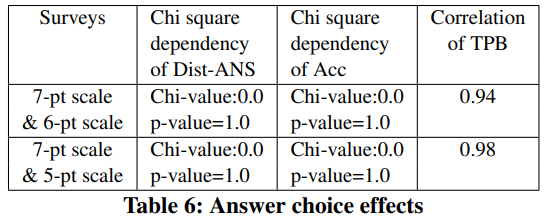 Surveys Chi square Chi square Correlation
dependency dependency of TPB
of Dist-ANS of Acc
7-pt scale Chi-value:0.0 Chi-value:0.0 0.94
& 6-pt scale p-value=1.0 p-value=1.0
7-pt scale Chi-value:0.0 Chi-value:0.0 0.98
& 5-pt scale p-value=1.0 p-value=1.0
Table 6: Answer choice effects